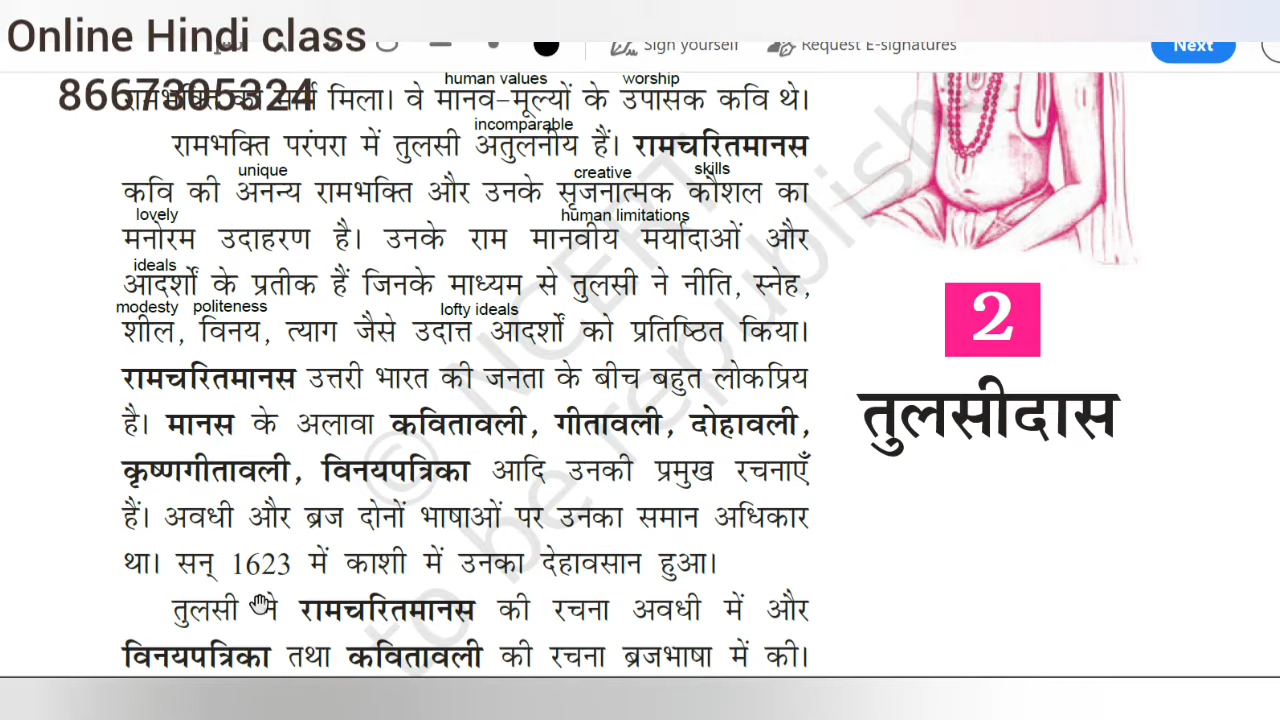 Online Hindi class
Sign yourself
Request E-signatures
Next
8667305324
human values
worship
मिला। वे मानव-मूल्यों के उपासक कवि थे।
incomparable
रामभक्ति परंपरा में तुलसी अतुलनीय हैं। रामचरितमानस
unique
creative
skills
कवि की अनन्य रामभक्ति और उनके सृजनात्मक कौशल का
lovely
human limitations
मनोरम उदाहरण है। उनके राम मानवीय मर्यादाओं और
ideals
आदर्शों के प्रतीक हैं जिनके माध्यम से तुलसी ने नीति, स्नेह,
modesty
politeness
lofty ideals
शील, विनय, त्याग जैसे उदात्त आदर्शों को प्रतिष्ठित किया।
रामचरितमानस उत्तरी भारत की जनता के बीच बहुत लोकप्रिय
है। मानस के अलावा कवितावली, गीतावली, दोहावली,
कृष्णगीतावली, विनयपत्रिका आदि उनकी प्रमुख रचनाएँ
हैं। अवधी और ब्रज दोनों भाषाओं पर उनका समान अधिकार
था। सन् 1623 में काशी में उनका देहावसान हुआ।
तुलसी ने रामचरितमानस की रचना अवधी में और
विनयपत्रिका तथा कवितावली की रचना ब्रजभाषा में की।
2
तुलसीदास
© NCERT
to be republishe